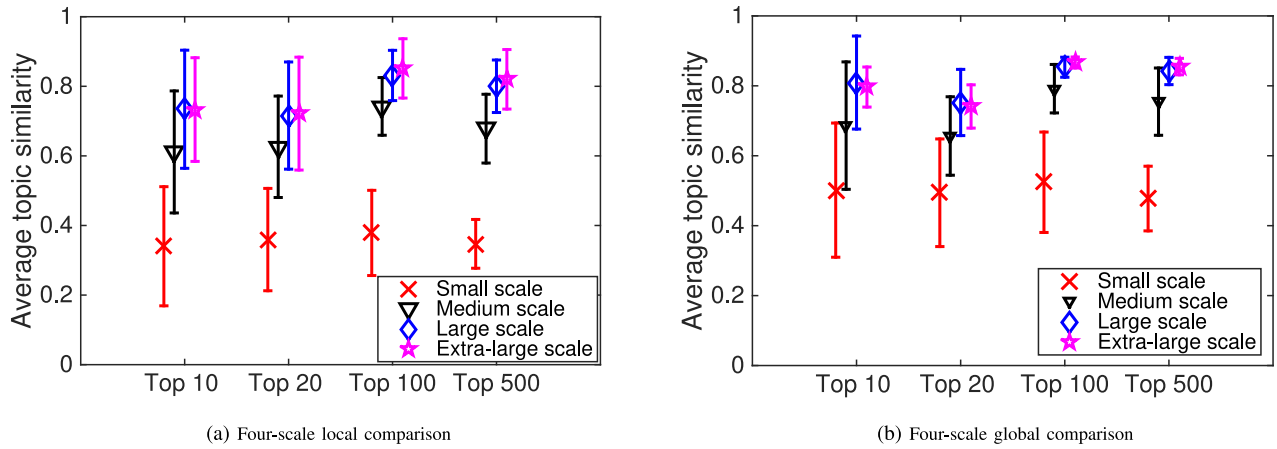 Average topic similarity
1
0.8
0.6
0.4
0.2
0
Small scale
Medium scale
Large scale
Extra-large scale
Top 10 Top 20 Top 100 Top 500
(a) Four-scale local comparison
Average topic similarity
1
0.8
0.6
0.4
0.2
0
Small scale
Medium scale
Large scale
Extra-large scale
Top 10 Top 20 Top 100 Top 500
(b) Four-scale global comparison